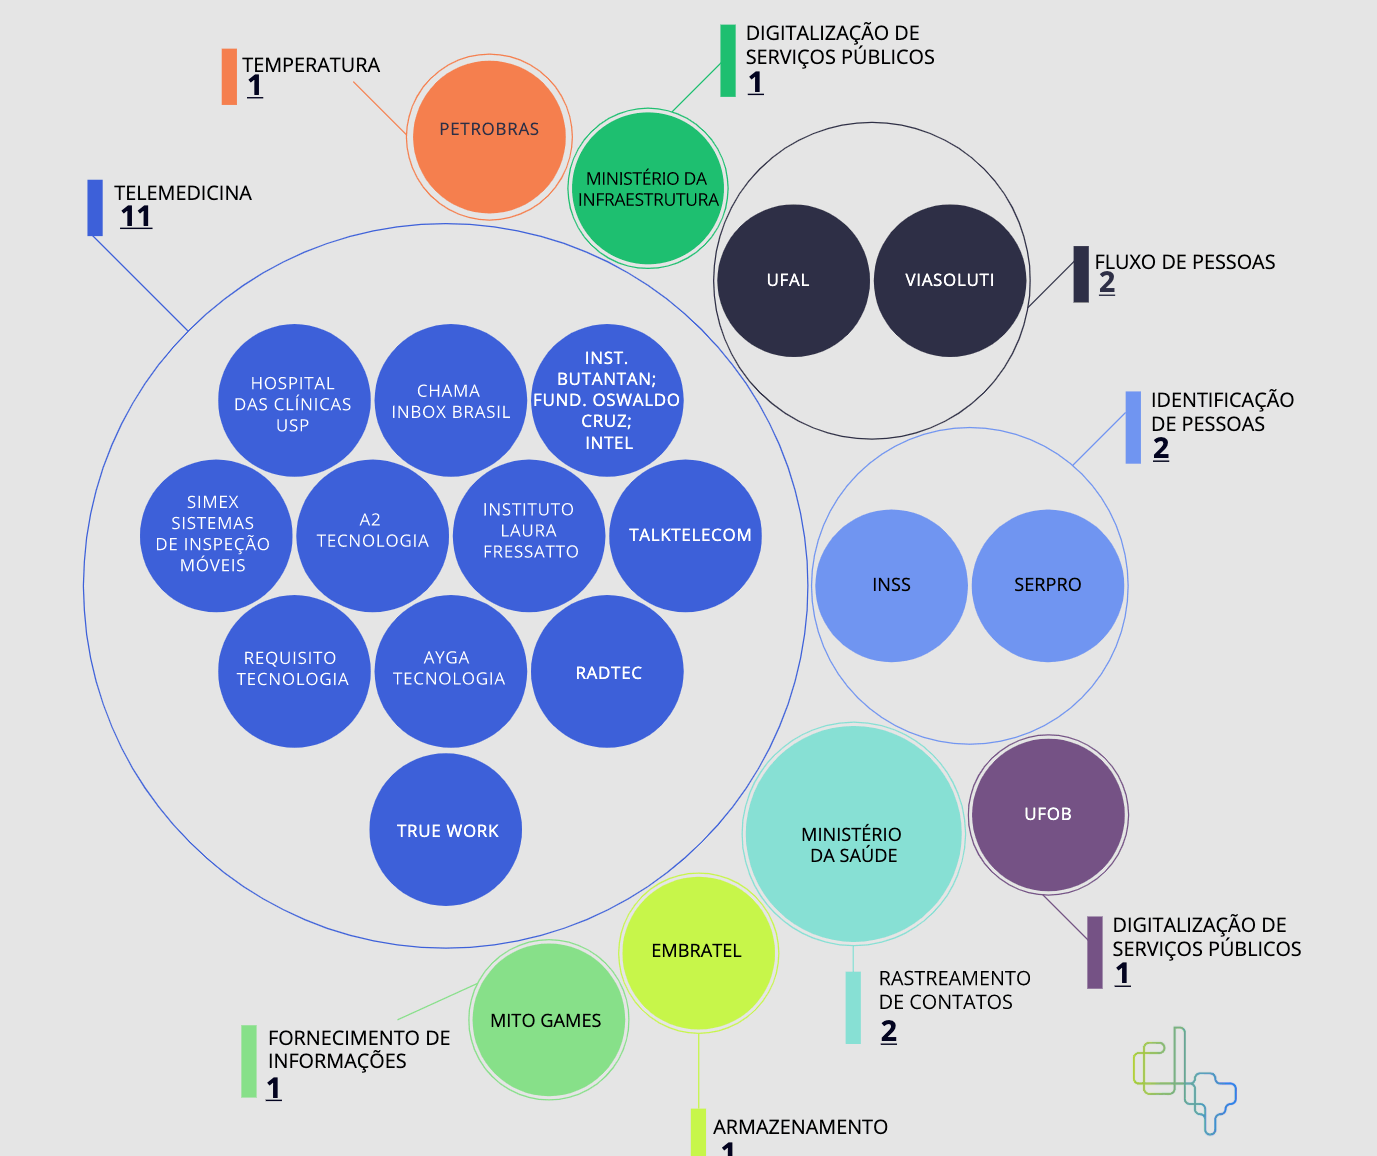 TEMPERATURA
1
PETROBRAS
DIGITALIZAÇÃO DE
SERVIÇOS PÚBLICOS
1
MINISTÉRIO DA
INFRAESTRUTURA
TELEMEDICINA
11
UFAL
VIASOLUTI
FLUXO DE PESSOAS
2
HOSPITAL
DAS CLÍNICAS
USP
CHAMA
INBOX BRASIL
INST.
BUTANTAN;
FUND. OSWALDO
CRUZ;
INTEL
SIMEX
SISTEMAS
DE INSPEÇÃO
MÓVEIS
A2
TECNOLOGIA
INSTITUTO
LAURA
FRESSATTO
TALKTELECOM
REQUISITO
TECNOLOGIA
AYGA
TECNOLOGIA
RADTEC
TRUE WORK
IDENTIFICAÇÃO
DE PESSOAS
2
INSS
SERPRO
MINISTÉRIO
DA SAÚDE
UFOB
DIGITALIZAÇÃO DE
SERVIÇOS PÚBLICOS
1
RASTREAMENTO
DE CONTATOS
2
EMBRATEL
MITO GAMES
FORNECIMENTO DE
INFORMAÇÕES
1
ARMAZENAMENTO
1